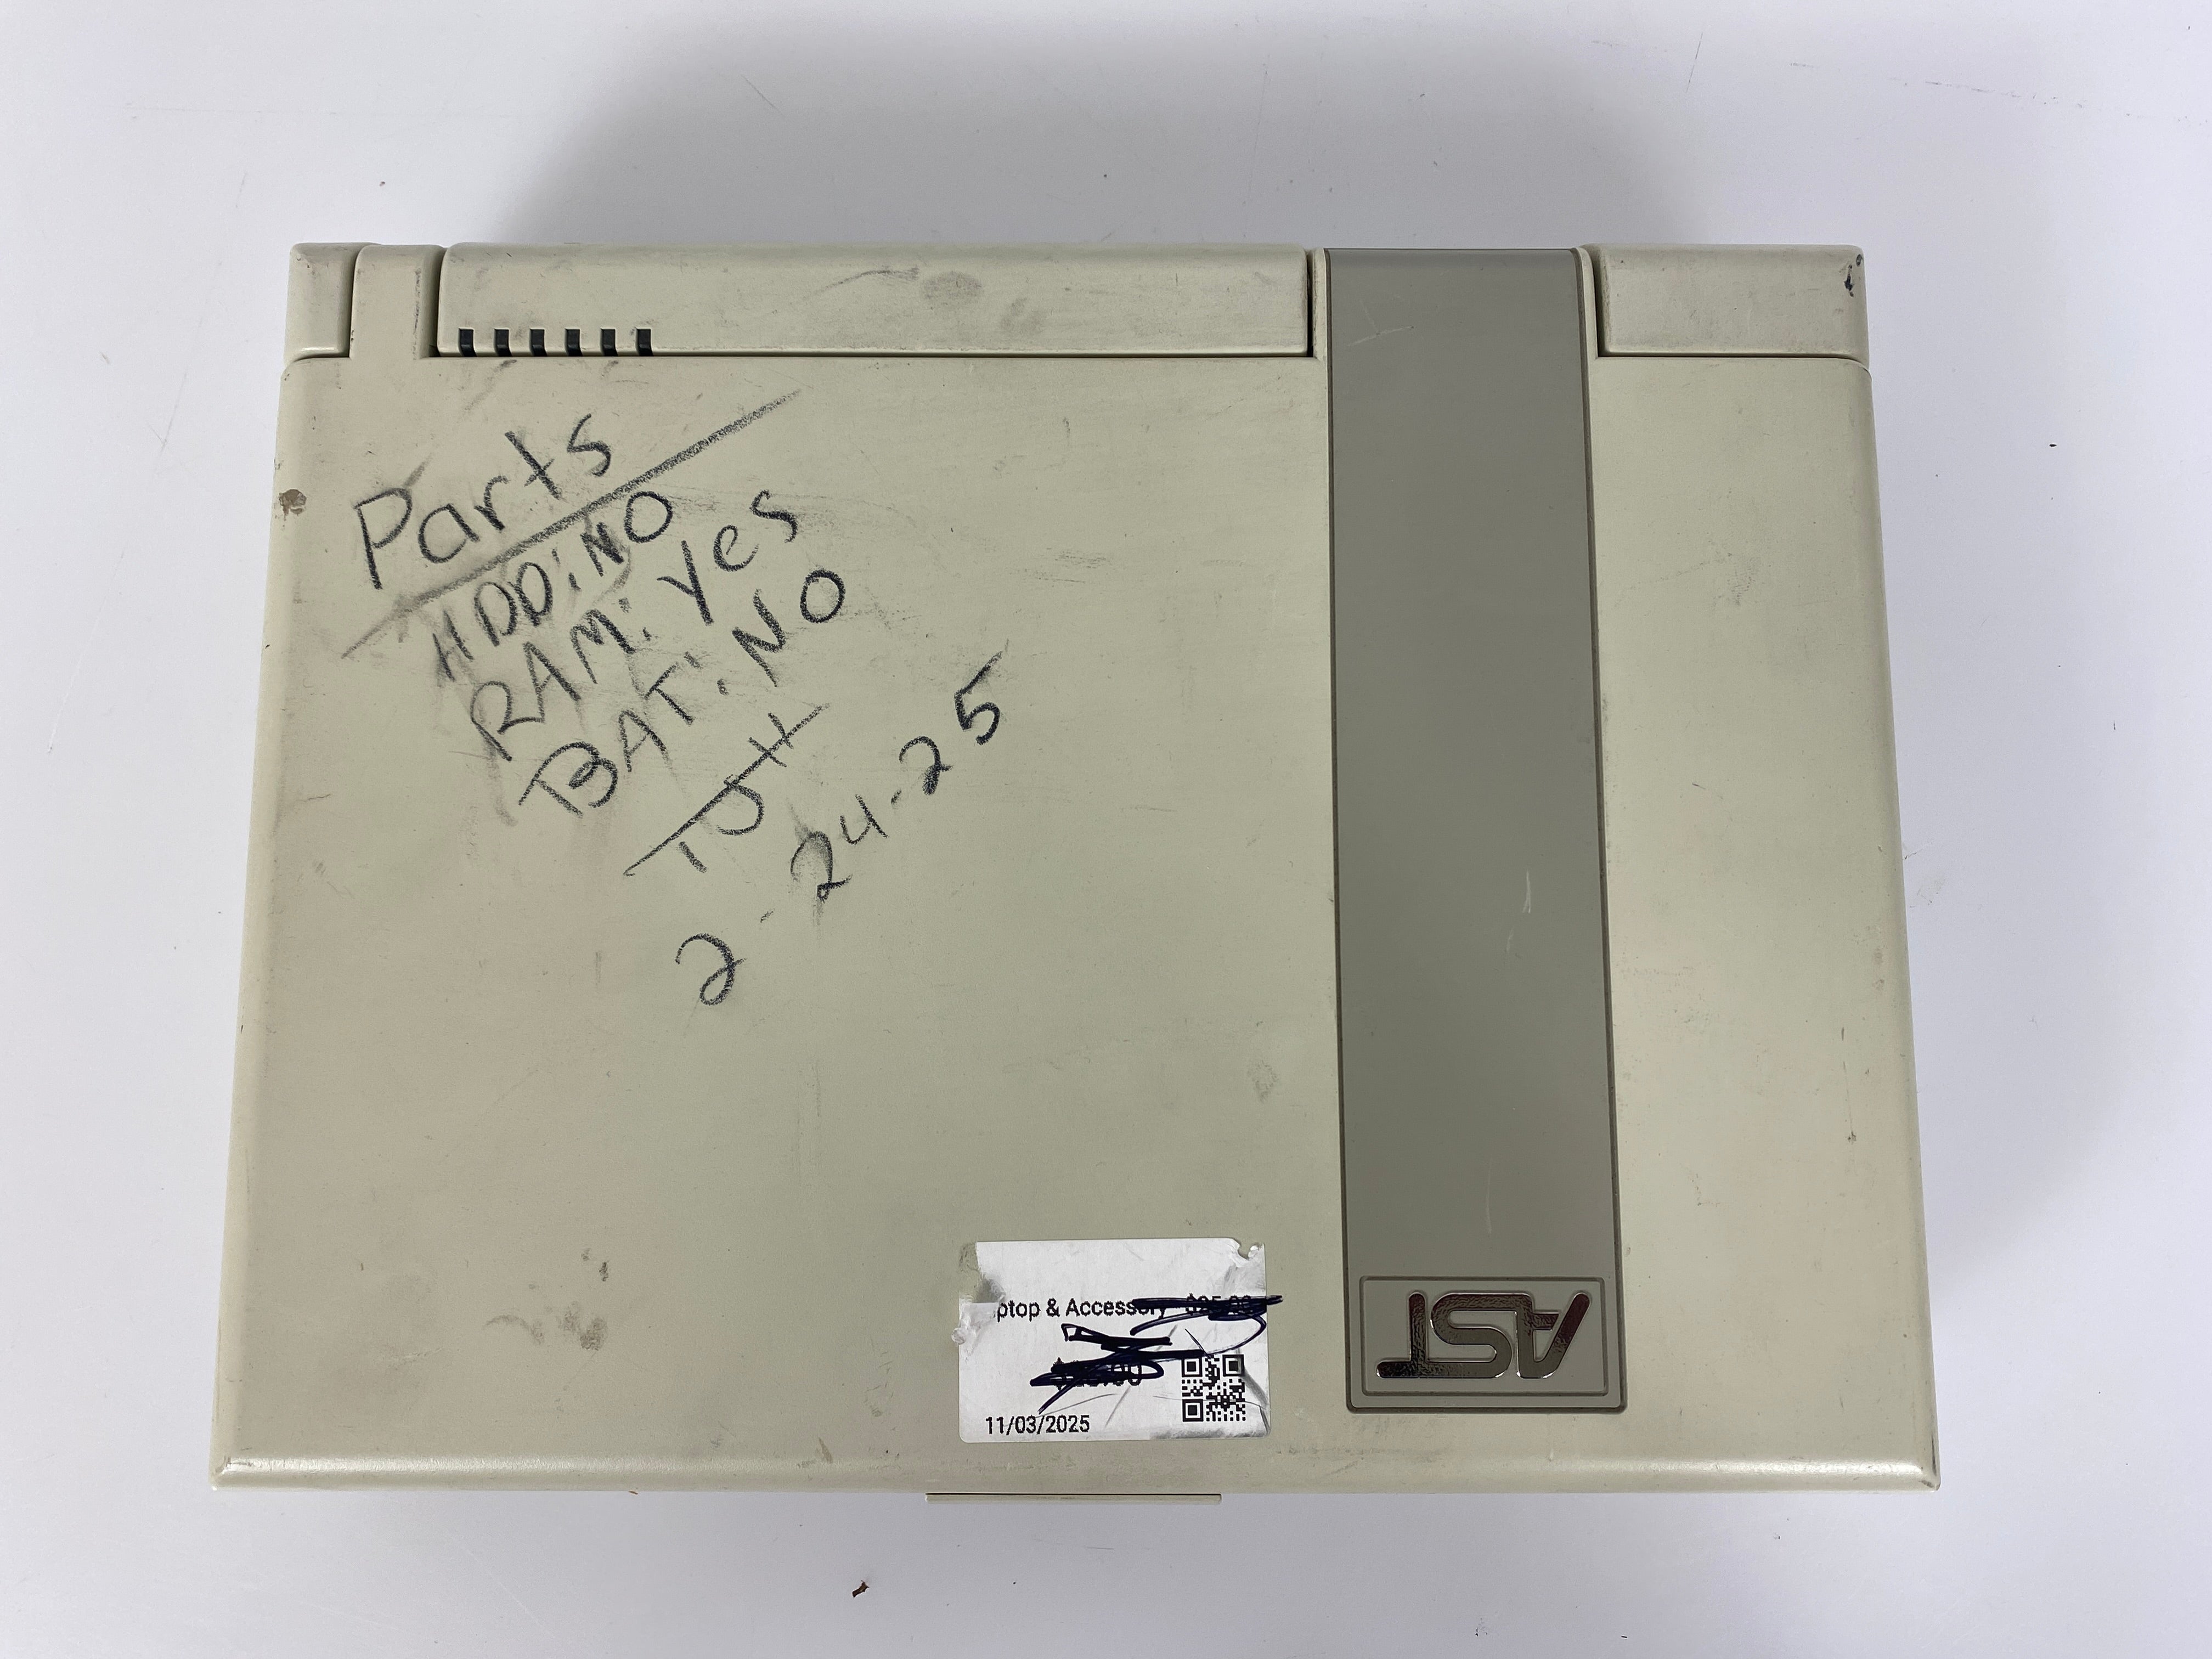 Parts
HDD: NO
RAM: Yes
BAT: NO
TJH
2-24-25
ptop & Accessory
11/03/2025
AST